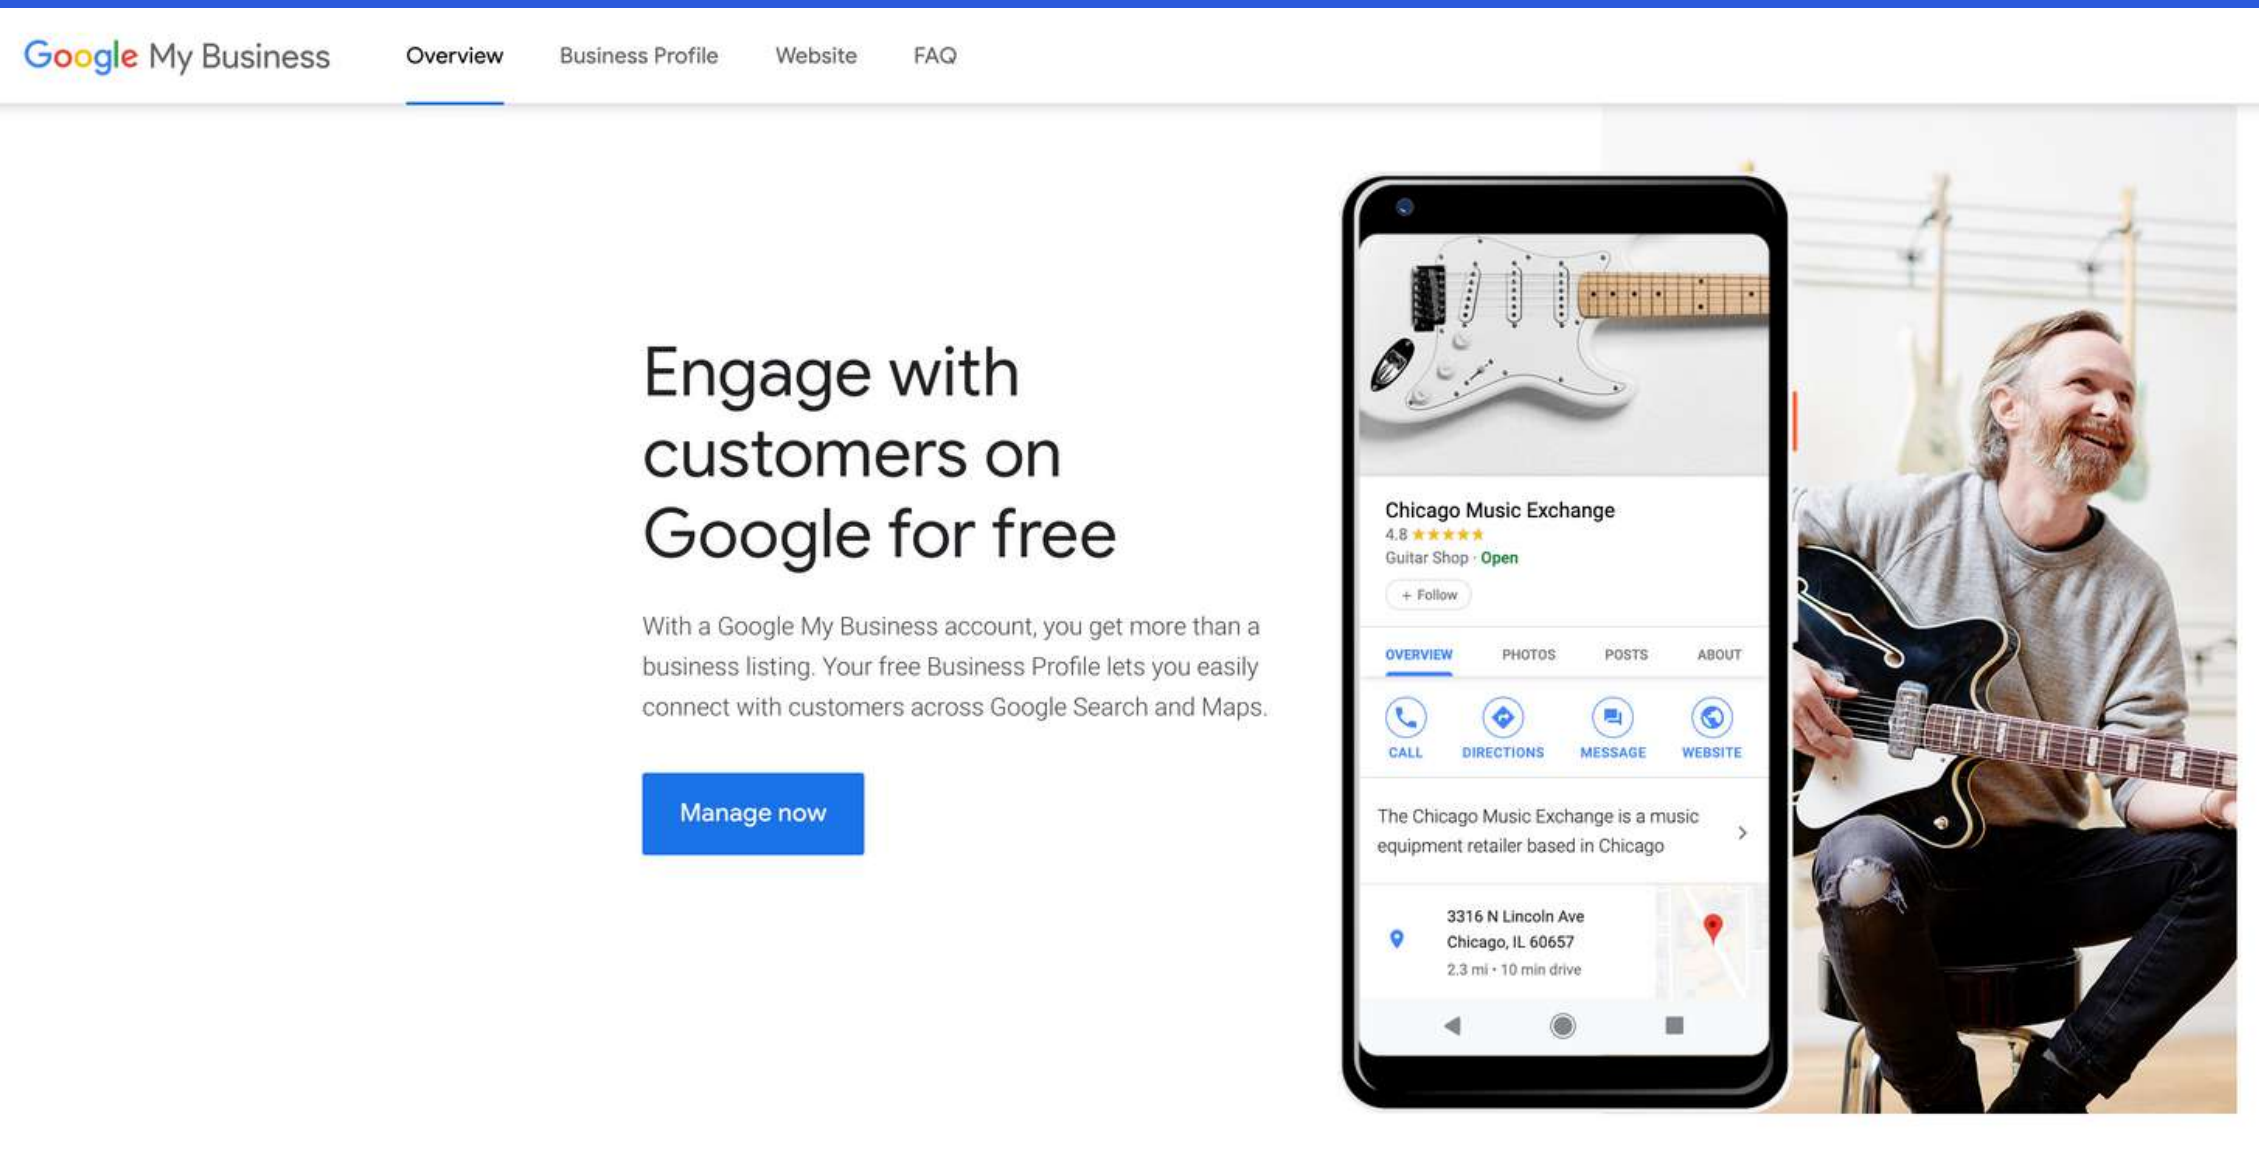 Google My Business
Overview
Business Profile
Website
FAQ
Engage with
customers on
Google for free
With a Google My Business account, you get more than a
business listing. Your free Business Profile lets you easily
connect with customers across Google Search and Maps.
Manage now
Chicago Music Exchange
4.8 ★★★★★
Guitar Shop · Open
+ Follow
OVERVIEW
PHOTOS
POSTS
ABOUT
CALL
DIRECTIONS
MESSAGE
WEBSITE
The Chicago Music Exchange is a music
equipment retailer based in Chicago
3316 N Lincoln Ave
Chicago, IL 60657
2.3 mi • 10 min drive